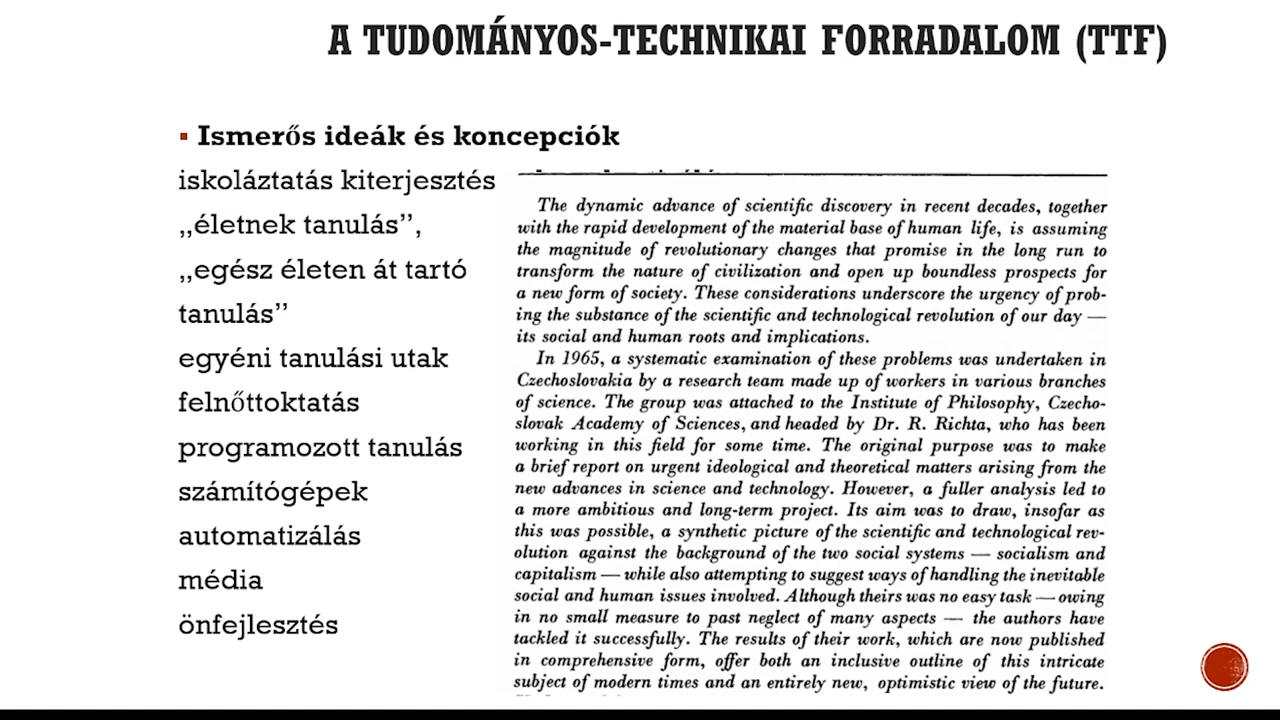 A TUDOMÁNYOS-TECHNIKAI FORRADALOM (TTF)
Ismerős ideák és koncepciók
iskoláztatás kiterjesztés
„életnek tanulás”,
„egész életen át tartó
tanulás”
egyéni tanulási utak
felnőttoktatás
programozott tanulás
számítógépek
automatizálás
média
önfejlesztés
The dynamic advance of scientific discovery in recent decades, together
with the rapid development of the material base of human life, is assuming
the magnitude of revolutionary changes that promise in the long run to
transform the nature of civilization and open up boundless prospects for
a new form of society. These considerations underscore the urgency of prob-
ing the substance of the scientific and technological revolution of our day —
its social and human roots and implications.
In 1965, a systematic examination of these problems was undertaken in
Czechoslovakia by a research team made up of workers in various branches
of science. The group was attached to the Institute of Philosophy, Czecho-
slovak Academy of Sciences, and headed by Dr. R. Richta, who has been
working in this field for some time. The original purpose was to make
a brief report on urgent ideological and theoretical matters arising from the
new advances in science and technology. However, a fuller analysis led to
a more ambitious and long-term project. Its aim was to draw, insofar as
this was possible, a synthetic picture of the scientific and technological rev-
olution against the background of the two social systems — socialism and
capitalism — while also attempting to suggest ways of handling the inevitable
social and human issues involved. Although theirs was no easy task — owing
in no small measure to past neglect of many aspects — the authors have
tackled it successfully. The results of their work, which are now published
in comprehensive form, offer both an inclusive outline of this intricate
subject of modern times and an entirely new, optimistic view of the future.